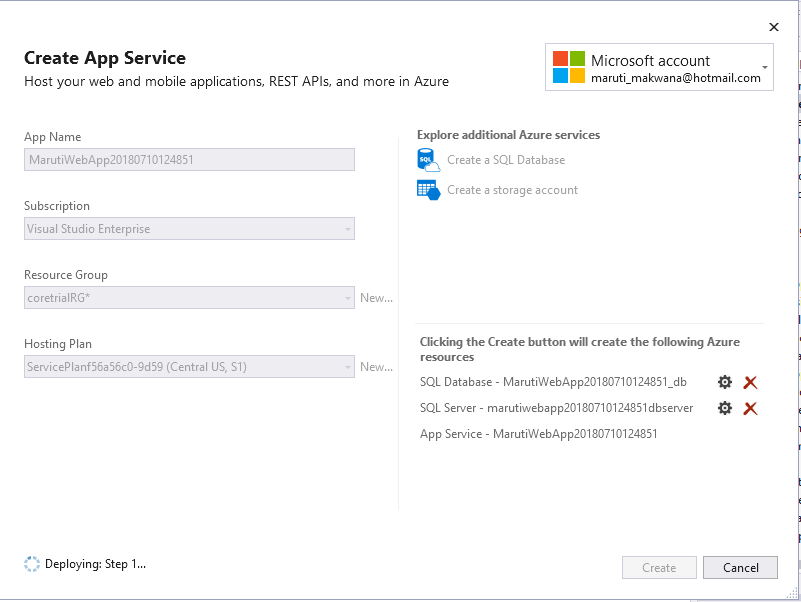 Create App Service
Host your web and mobile applications, REST APIs, and more in Azure
Microsoft account
maruti_makwana@hotmail.com
App Name
MarutiWebApp20180710124851
Subscription
Visual Studio Enterprise
Resource Group
coretrialRG*
New...
Hosting Plan
ServicePlanf56a56c0-9d59 (Central US, S1)
New...
Explore additional Azure services
SQL
Create a SQL Database
Create a storage account
Clicking the Create button will create the following Azure
resources
SQL Database - MarutiWebApp20180710124851_db
SQL Server - marutiwebapp20180710124851dbserver
App Service - MarutiWebApp20180710124851
Deploying: Step 1...
Create
Cancel